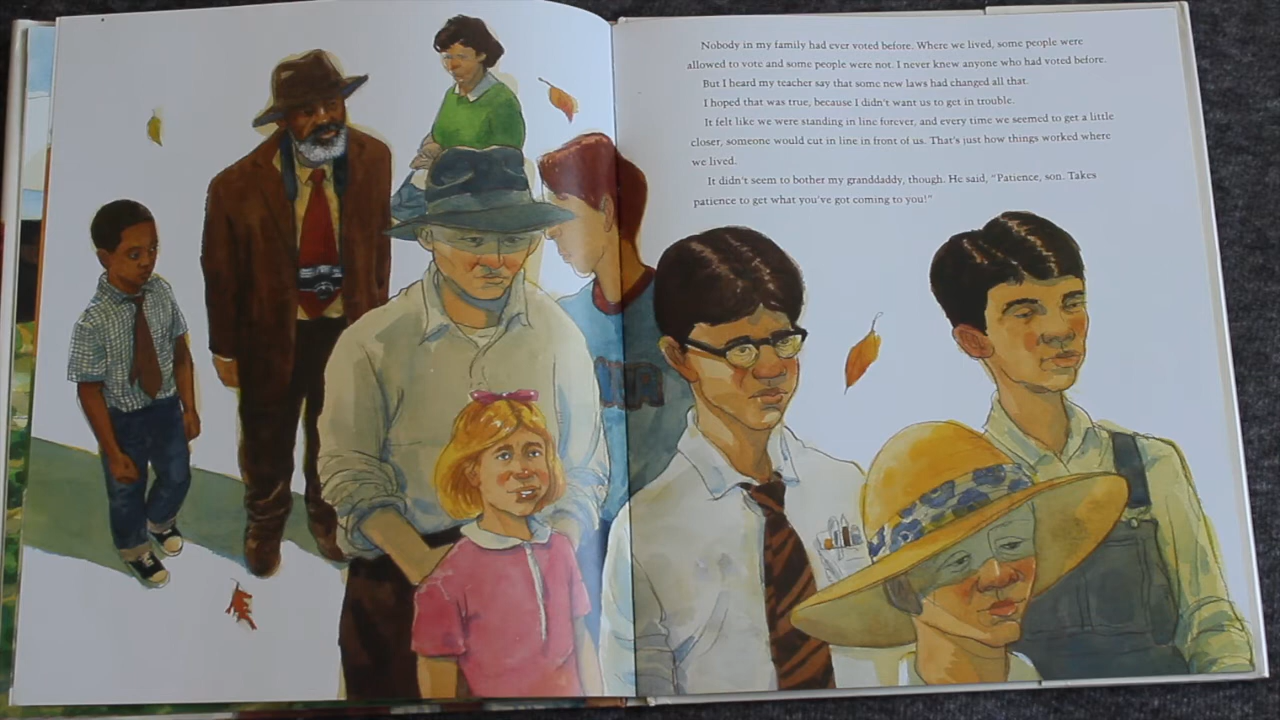 Nobody in my family had ever voted before. Where we lived, some people were
allowed to vote and some people were not. I never knew anyone who had voted before.
But I heard my teacher say that some new laws had changed all that.
I hoped that was true, because I didn't want us to get in trouble.
It felt like we were standing in line forever, and every time we seemed to get a little
closer, someone would cut in line in front of us. That's just how things worked where
we lived.
It didn't seem to bother my granddaddy, though. He said, "Patience, son. Takes
patience to get what you've got coming to you!"